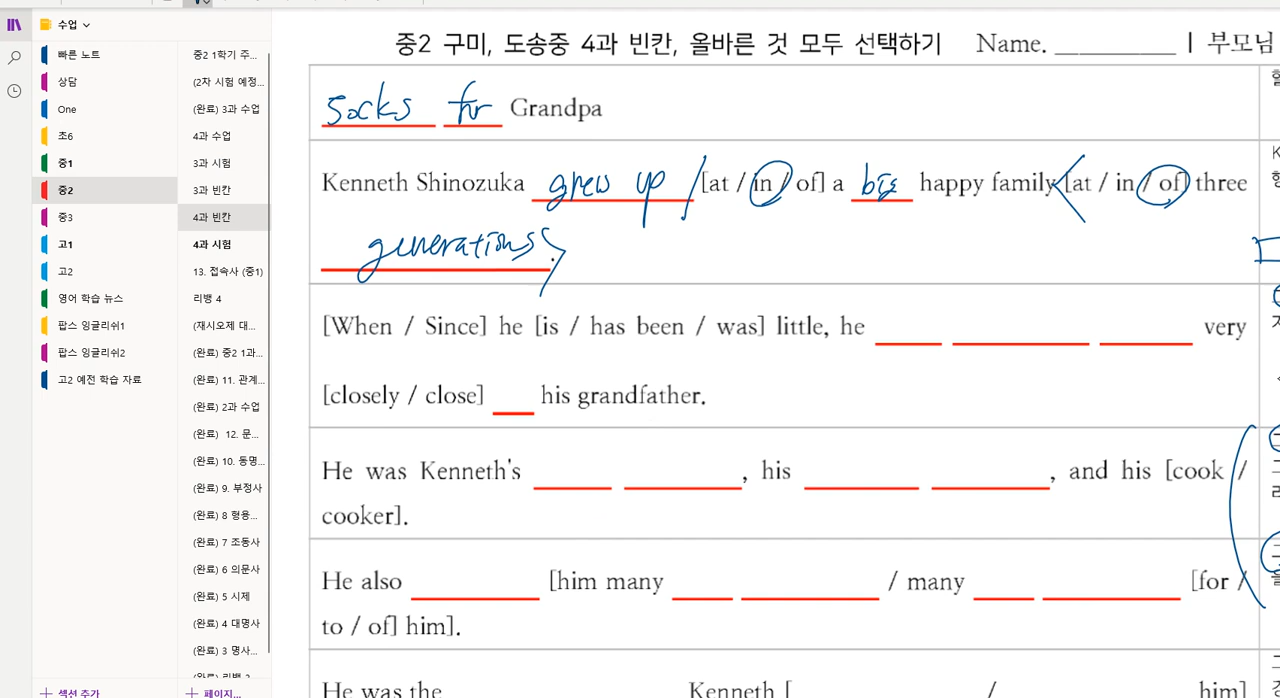 수업
빠른 노트
상담
One
초6
중1
중2
중3
고1
고2
영어 학습 뉴스
팝스 잉글리쉬1
팝스 잉글리쉬2
고2 예전 학습 자료
섹션 추가
중2 1학기 주...
(2차 시험 예정...
(완료) 3과 수업
4과 수업
3과 시험
3과 빈칸
4과 빈칸
4과 시험
13. 접속사 (중1)
리뱅 4
(재시오제 대...
(완료) 중2 1과...
(완료) 11. 관계...
(완료) 2과 수업
(완료) 12. 문...
(완료) 10. 동명...
(완료) 9. 부정사
(완료) 8 형용...
(완료) 7 조동사
(완료) 6 의문사
(완료) 5 시제
(완료) 4 대명사
(완료) 3 명사...
페이지...
중2 구미, 도송중 4과 빈칸, 올바른 것 모두 선택하기 Name. __________ | 부모님
socks for Grandpa
Kenneth Shinozuka grew up / [at / in / of] a big happy family [at / in / of] three
generations.
[When / Since] he [is / has been / was] little, he ____ ____ ____ very
[closely / close] ____ his grandfather.
He was Kenneth's ____ ____, his ____ ____, and his [cook /
cooker].
He also ____ [him many ____ ____ / many ____ ____ [for /
to / of] him].
He was the Kenneth [ / him]